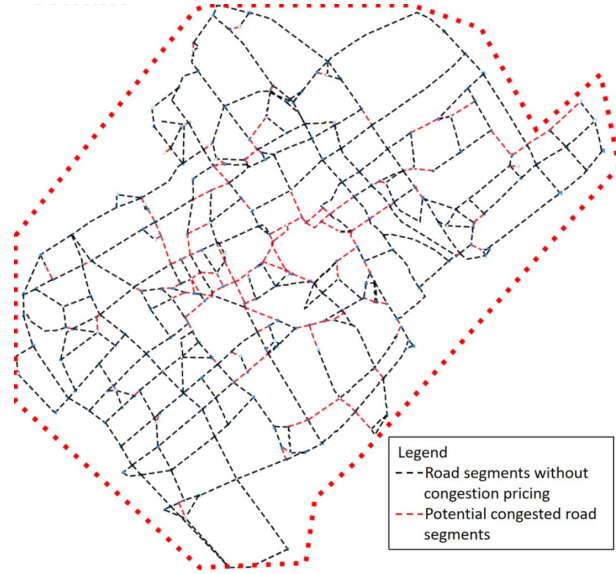 Legend
Road segments without
congestion pricing
Potential congested road
segments